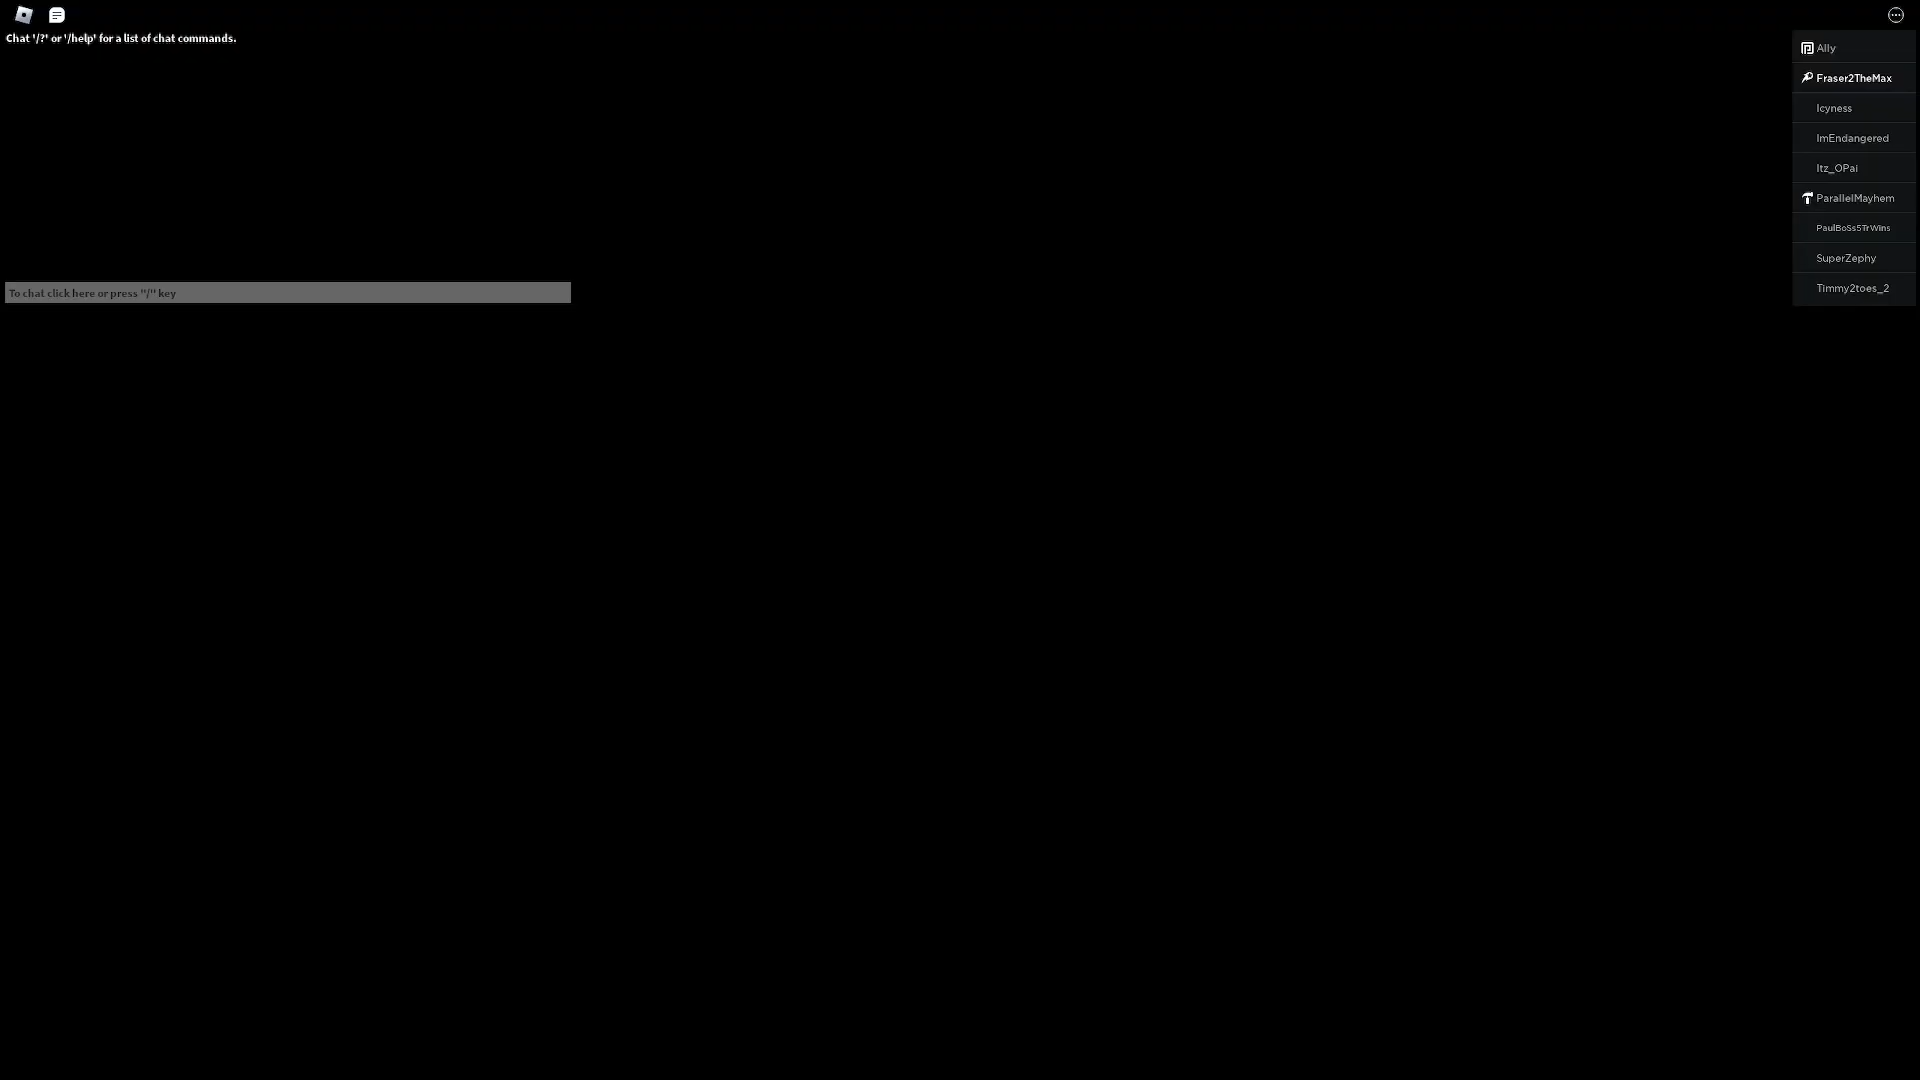 Chat '/?' or '/help' for a list of chat commands.
Ally
Fraser2TheMax
Icyness
ImEndangered
Itz_OPai
ParallelMayhem
PaulBoSs5TrWins
SuperZephy
Timmy2toes_2
To chat click here or press "/" key